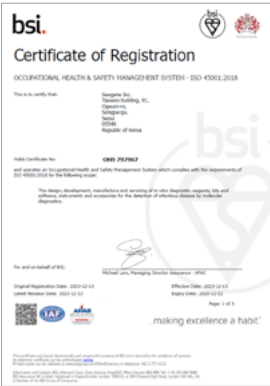 bsi.
Certificate of Registration
OCCUPATIONAL HEALTH & SAFETY MANAGEMENT SYSTEM - ISO 45001:2018
This is to certify that:
Seegene Inc.
Taewon Building, 91,
Ogeum-ro,
Songpa-gu,
Seoul
05548
Republic of Korea
Holds Certificate No:
OHS 797967
and operates an Occupational Health and Safety Management System which complies with the requirements of
ISO 45001:2018 for the following scope:
The design, development, manufacture and servicing of in vitro diagnostic reagents, kits and
software, instruments and accessories for the detection of infectious disease by molecular
diagnostics.
For and on behalf of BSI:
Michael Lam, Managing Director Assurance - APAC
Original Registration Date: 2023-12-13
Effective Date: 2023-12-13
Latest Revision Date: 2023-12-13
Expiry Date: 2026-12-12
Page: 1 of 3
IAF
...making excellence a habit.